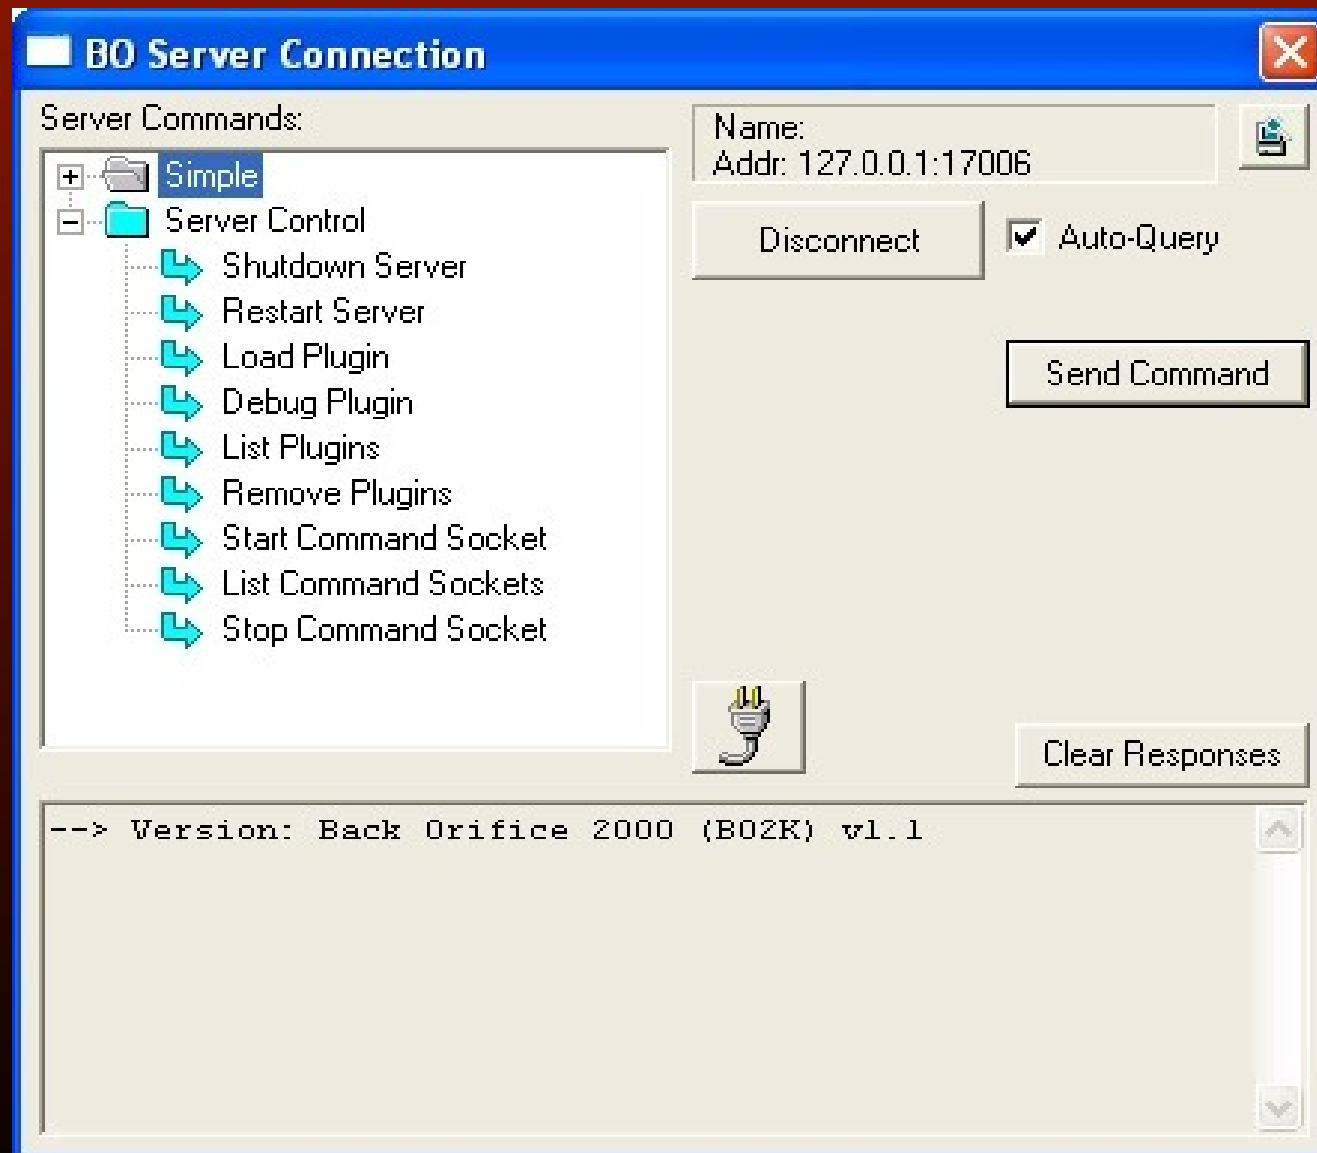 BO Server Connection
Server Commands:
Simple
Server Control
Shutdown Server
Restart Server
Load Plugin
Debug Plugin
List Plugins
Remove Plugins
Start Command Socket
List Command Sockets
Stop Command Socket
Name:
Addr: 127.0.0.1:17006
Disconnect
Auto-Query
Send Command
Clear Responses
--> Version: Back Orifice 2000 (BO2K) v1.1